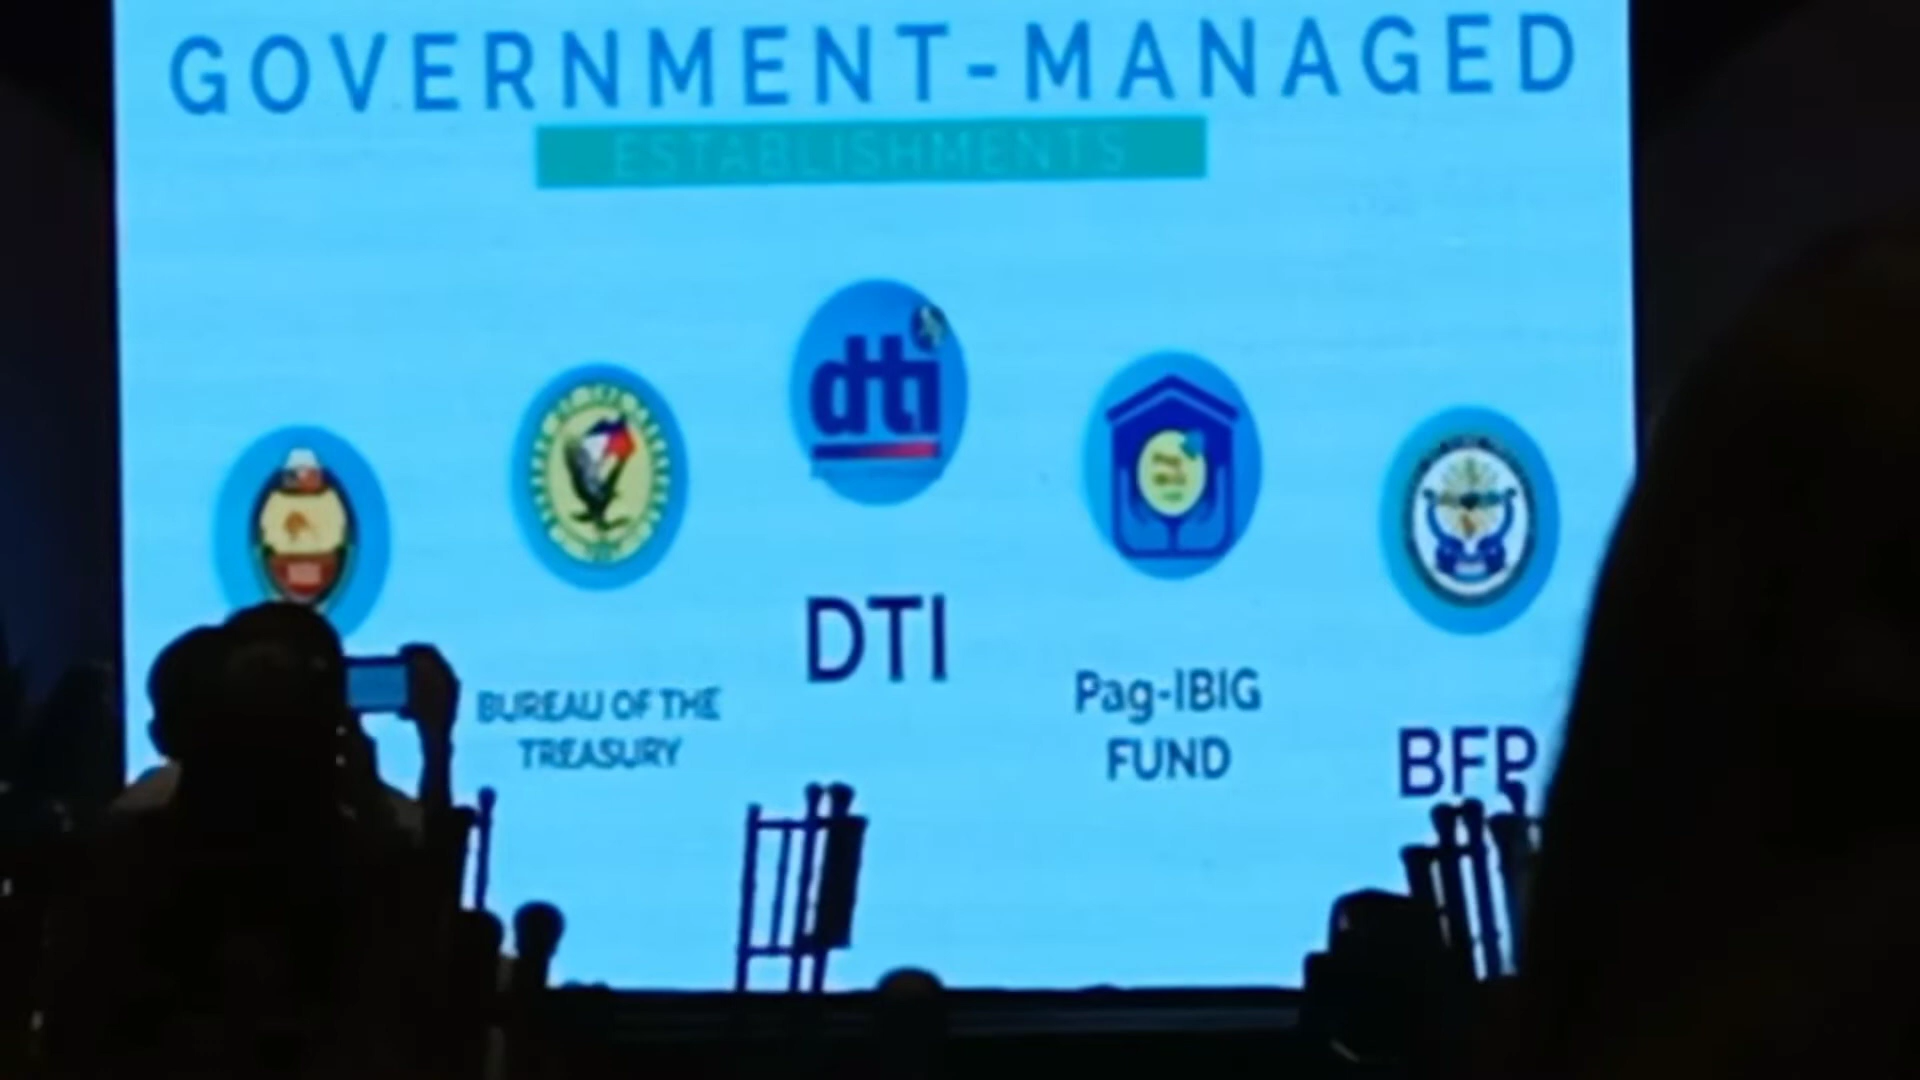 GOVERNMENT-MANAGED
ESTABLISHMENTS
dti
BUREAU OF THE
TREASURY
DTI
Pag-IBIG
FUND
BFP